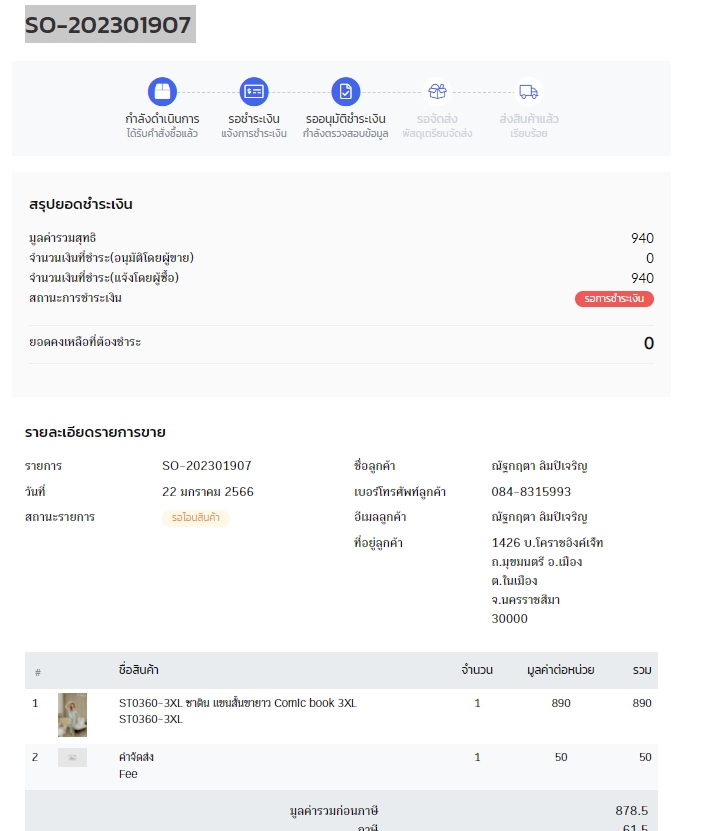 SO-202301907
กำลังดำเนินการ
ได้รับคำสั่งซื้อแล้ว
รอชำระเงิน
แจ้งการชำระเงิน
รออนุมัติชำระเงิน
กำลังตรวจสอบข้อมูล
รอจัดส่ง
พัสดุเตรียมจัดส่ง
ส่งสินค้าแล้ว
เรียบร้อย
สรุปยอดชำระเงิน
มูลค่ารวมสุทธิ 940
จำนวนเงินที่ชำระ(อนุมัติโดยผู้ขาย) 0
จำนวนเงินที่ชำระ(แจ้งโดยผู้ซื้อ) 940
สถานะการชำระเงิน รอการชำระเงิน
ยอดคงเหลือที่ต้องชำระ 0
รายละเอียดรายการขาย
รายการ SO-202301907
วันที่ 22 มกราคม 2566
สถานะรายการ รอโอนสินค้า
ชื่อลูกค้า ณัฐกฤตา ลิมปิเจริญ
เบอร์โทรศัพท์ลูกค้า 084-8315993
อีเมลลูกค้า ณัฐกฤตา ลิมปิเจริญ
ที่อยู่ลูกค้า 1426 บ.โคราชอิงค์เจ็ท
ถ.มุขมนตรี อ.เมือง
ต.ในเมือง
จ.นครราชสีมา
30000
# ชื่อสินค้า จำนวน มูลค่าต่อหน่วย รวม
1 ST0360-3XL ซาติน แขนสั้นขายาว Comic book 3XL 1 890 890
ST0360-3XL
2 ค่าจัดส่ง 1 50 50
Fee
มูลค่ารวมก่อนภาษี 878.5
ภาษี 61.5